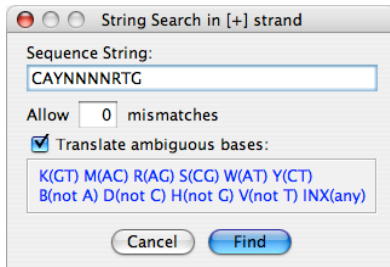 String Search in [+] strand
Sequence String:
CAYNNNNRTG
Allow 0 mismatches
Translate ambiguous bases:
K(GT) M(AC) R(AG) S(CG) W(AT) Y(CT)
B(not A) D(not C) H(not G) V(not T) INX(any)
Cancel Find